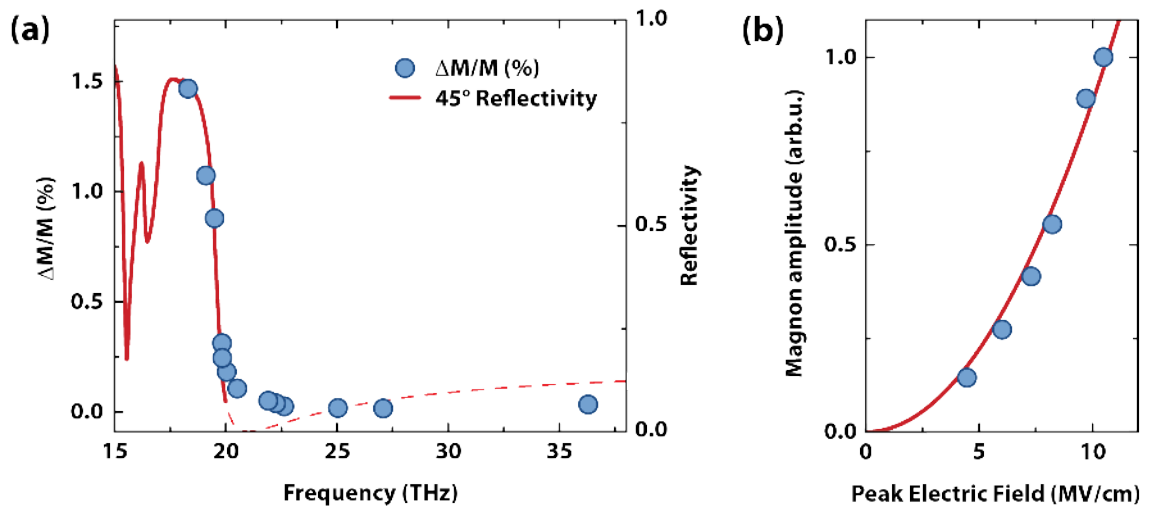 (a)
ΔM/M (%)
1.5
1.0
0.5
0.0
15
20
25
30
35
Frequency (THz)
ΔM/M (%)
45° Reflectivity
1.0
0.5
0.0
Reflectivity
(b)
Magnon amplitude (arb.u.)
1.0
0.5
0.0
0
5
10
Peak Electric Field (MV/cm)